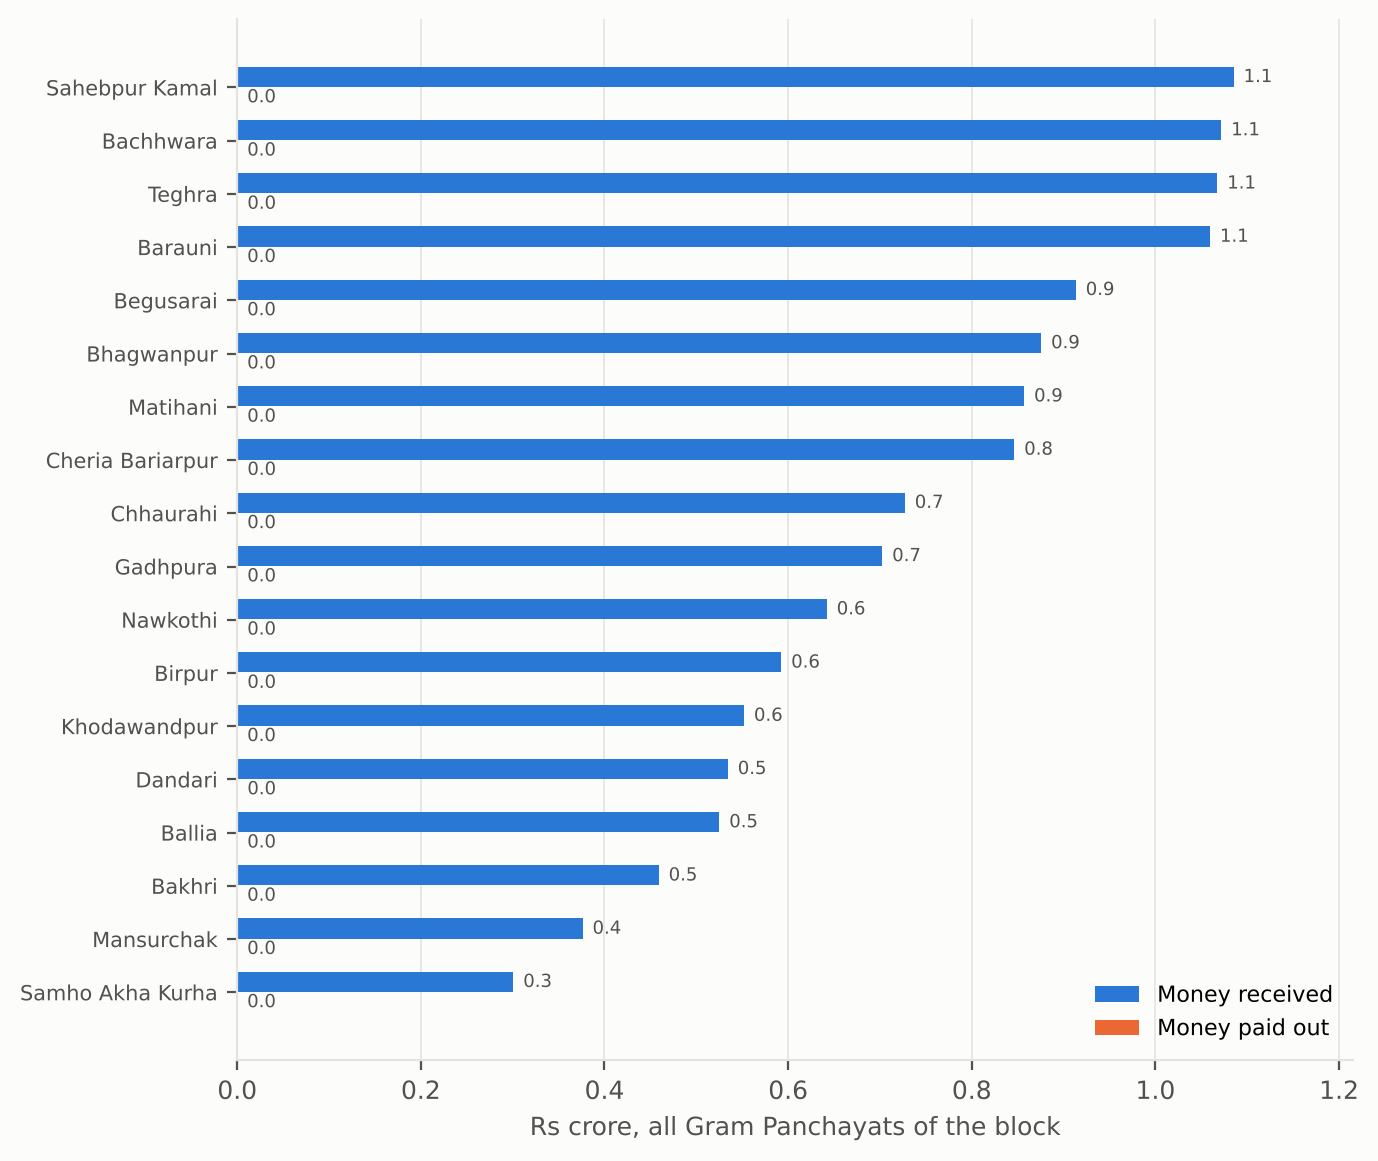 Sahebpur Kamal 1.1
0.0
Bachhwara 1.1
0.0
Teghra 1.1
0.0
Barauni 1.1
0.0
Begusarai 0.9
0.0
Bhagwanpur 0.9
0.0
Matihani 0.9
0.0
Cheria Bariarpur 0.8
0.0
Chhaurahi 0.7
0.0
Gadhpura 0.7
0.0
Nawkothi 0.6
0.0
Birpur 0.6
0.0
Khodawandpur 0.6
0.0
Dandari 0.5
0.0
Ballia 0.5
0.0
Bakhri 0.5
0.0
Mansurchak 0.4
0.0
Samho Akha Kurha 0.3
0.0
Money received
Money paid out
0.0 0.2 0.4 0.6 0.8 1.0 1.2
Rs crore, all Gram Panchayats of the block